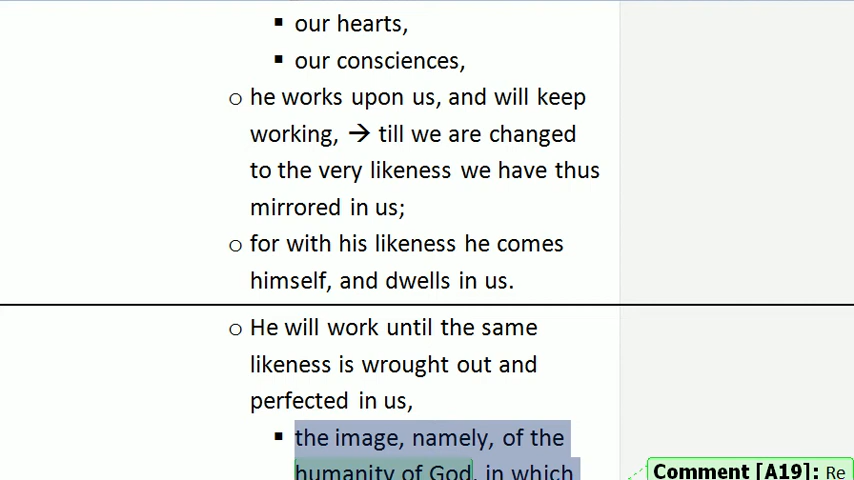 ▪ our hearts,
▪ our consciences,
o he works upon us, and will keep
working, → till we are changed
to the very likeness we have thus
mirrored in us;
o for with his likeness he comes
himself, and dwells in us.
o He will work until the same
likeness is wrought out and
perfected in us,
▪ the image, namely, of the
humanity of God, in which
Comment [A19]: Re